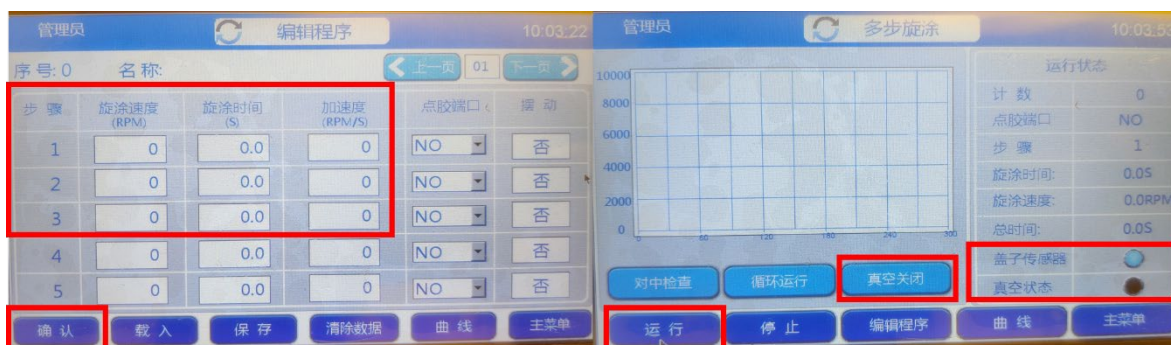 管理员 编辑程序 10:03:22
序号: 0 名称: 上一页 01 下一页
步骤 旋涂速度 (RPM) 旋涂时间 (S) 加速度 (RPM/S) 点胶端口 摆动
1 0 0.0 0 NO 否
2 0 0.0 0 NO 否
3 0 0.0 0 NO 否
4 0 0.0 0 NO 否
5 0 0.0 0 NO 否
确认 载入 保存 清除数据 曲线 主菜单
管理员 多步旋涂 10:03:53
10000
8000
6000
4000
2000
0
0 60 120 180 240 300
运行状态
计数 0
点胶端口 NO
步骤 1
旋涂时间: 0.0S
旋涂速度: 0.0RPM
总时间: 0.0S
盖子传感器
真空状态
对中检查 循环运行 真空关闭
运行 停止 编辑程序 曲线 主菜单